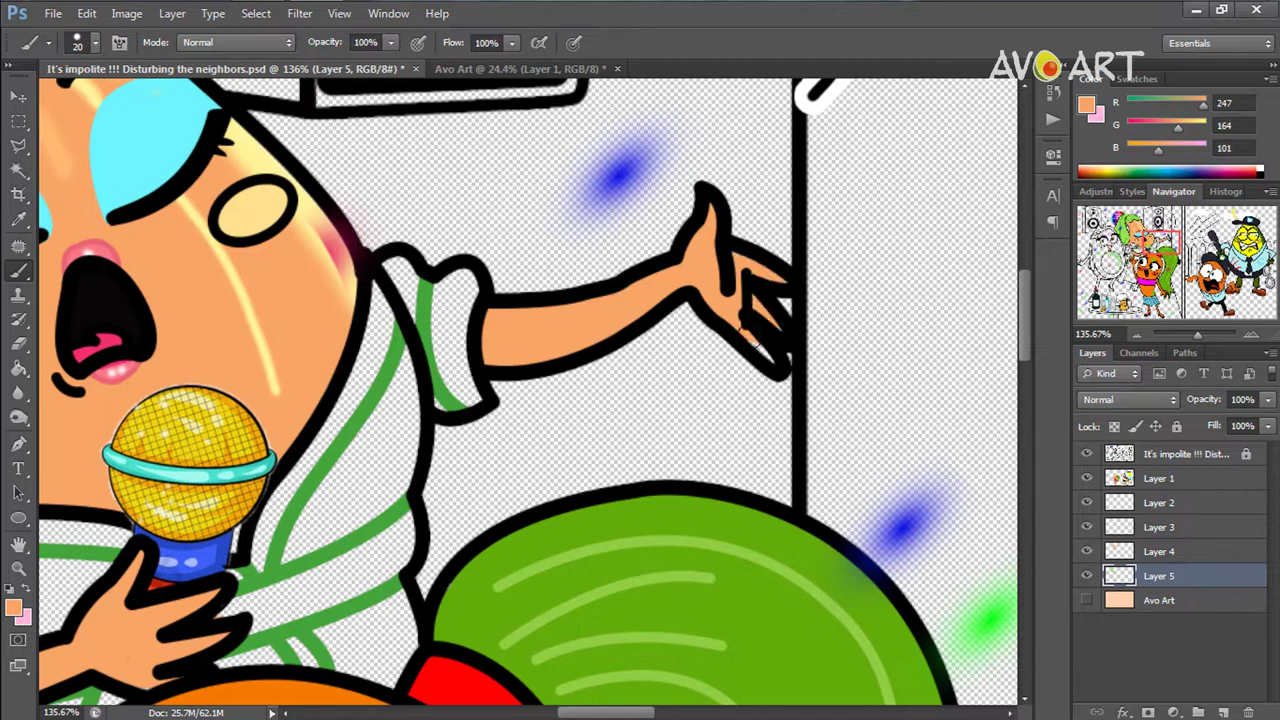 Ps File Edit Image Layer Type Select Filter View Window Help
20 Mode: Normal Opacity: 100% Flow: 100% Essentials
It's impolite !!! Disturbing the neighbors.psd @ 136% (Layer 5, RGB/8#) * × Avo Art @ 24.4% (Layer 1, RGB/8) * ×
AVO ART
Color Swatches
R 247
G 164
B 101
Adjustm Styles Navigator Histogr
135.67%
Layers Channels Paths
Kind
Normal Opacity: 100%
Lock: Fill: 100%
It's impolite !!! Dist...
Layer 1
Layer 2
Layer 3
Layer 4
Layer 5
Avo Art
135.67% Doc: 25.7M/62.1M
fx